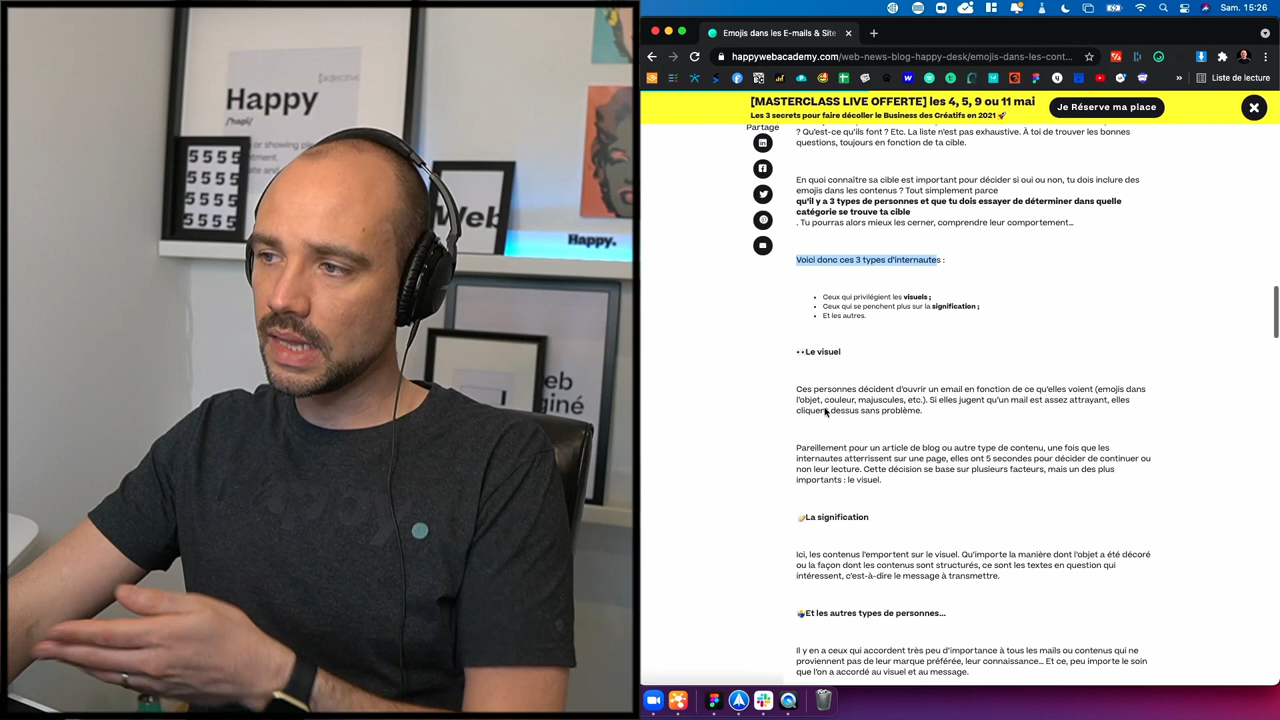 [adjective
Happy
/'hapi/
or showing ple
5 5 5 5
5 5 5 5
5 5 5 5
Web
Happy.
eb
giné
Sam. 15:26
Emojis dans les E-mails & Site
happywebacademy.com/web-news-blog-happy-desk/emojis-dans-les-cont...
Liste de lecture
[MASTERCLASS LIVE OFFERTE] les 4, 5, 9 ou 11 mai
Les 3 secrets pour faire décoller le Business des Créatifs en 2021 🚀
Je Réserve ma place
Partage
? Qu'est-ce qu'ils font ? Etc. La liste n'est pas exhaustive. À toi de trouver les bonnes
questions, toujours en fonction de ta cible.
En quoi connaître sa cible est important pour décider si oui ou non, tu dois inclure des
emojis dans les contenus ? Tout simplement parce
qu'il y a 3 types de personnes et que tu dois essayer de déterminer dans quelle
catégorie se trouve ta cible
. Tu pourras alors mieux les cerner, comprendre leur comportement…
Voici donc ces 3 types d'internautes :
• Ceux qui privilégient les visuels ;
• Ceux qui se penchent plus sur la signification ;
• Et les autres.
👀Le visuel
Ces personnes décident d'ouvrir un email en fonction de ce qu'elles voient (emojis dans
l'objet, couleur, majuscules, etc.). Si elles jugent qu'un mail est assez attrayant, elles
cliquent dessus sans problème.
Pareillement pour un article de blog ou autre type de contenu, une fois que les
internautes atterrissent sur une page, elles ont 5 secondes pour décider de continuer ou
non leur lecture. Cette décision se base sur plusieurs facteurs, mais un des plus
importants : le visuel.
La signification
Ici, les contenus l'emportent sur le visuel. Qu'importe la manière dont l'objet a été décoré
ou la façon dont les contenus sont structurés, ce sont les textes en question qui
intéressent, c'est-à-dire le message à transmettre.
Et les autres types de personnes…
Il y en a ceux qui accordent très peu d'importance à tous les mails ou contenus qui ne
proviennent pas de leur marque préférée, leur connaissance… Et ce, peu importe le soin
que l'on a accordé au visuel et au message.